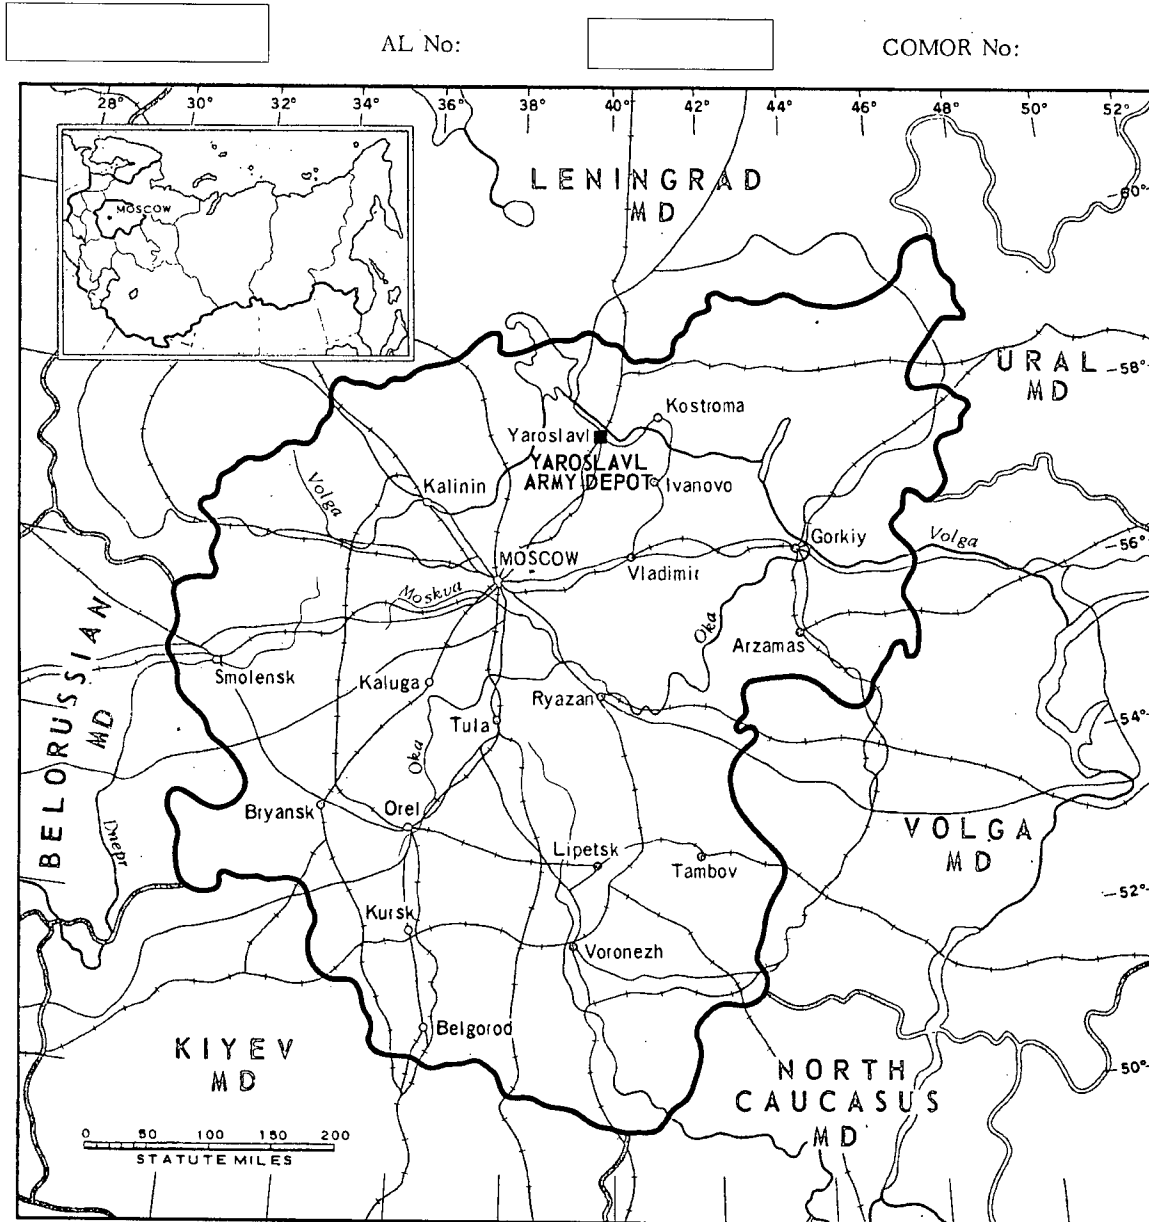 AL No:
COMOR No:
28°
30°
34°
36°
38°
40°
42°
44°
46°
48°
50°
52°
MOSCOW
LENINGRAD
MD
60°
URAL
MD
58°
Kostroma
Yaroslavl
YAROSLAVL
ARMY DEPOT
Ivanovo
Kalinin
Volga
Gorkiy
Volga
56°
MOSCOW
Vladimir
Moskva
Oka
Arzamas
BELORUSSIAN
MD
Smolensk
Kaluga
Ryazan
Tula
54°
Oka
Bryansk
Orel
Dnepr
VOLGA
MD
Lipetsk
Tambov
52°
Kursk
Voronezh
Belgorod
KIYEV
MD
NORTH
CAUCASUS
MD
50°
0 50 100 150 200
STATUTE MILES